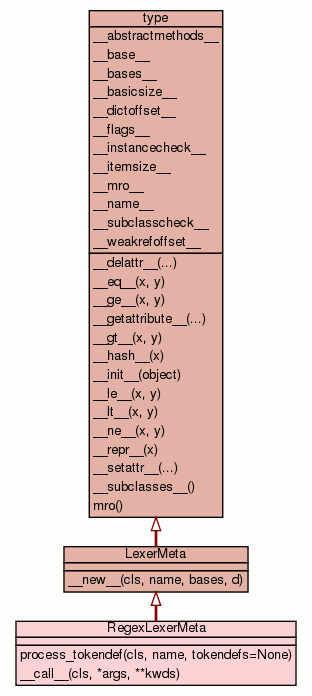 type
__abstractmethods__
__base__
__bases__
__basicsize__
__dictoffset__
__flags__
__instancecheck__
__itemsize__
__mro__
__name__
__subclasscheck__
__weakrefoffset__
__delattr__(...)
__eq__(x, y)
__ge__(x, y)
__getattribute__(...)
__gt__(x, y)
__hash__(x)
__init__(object)
__le__(x, y)
__lt__(x, y)
__ne__(x, y)
__repr__(x)
__setattr__(...)
__subclasses__()
mro()
LexerMeta
__new__(cls, name, bases, d)
RegexLexerMeta
process_tokendef(cls, name, tokendefs=None)
__call__(cls, *args, **kwds)